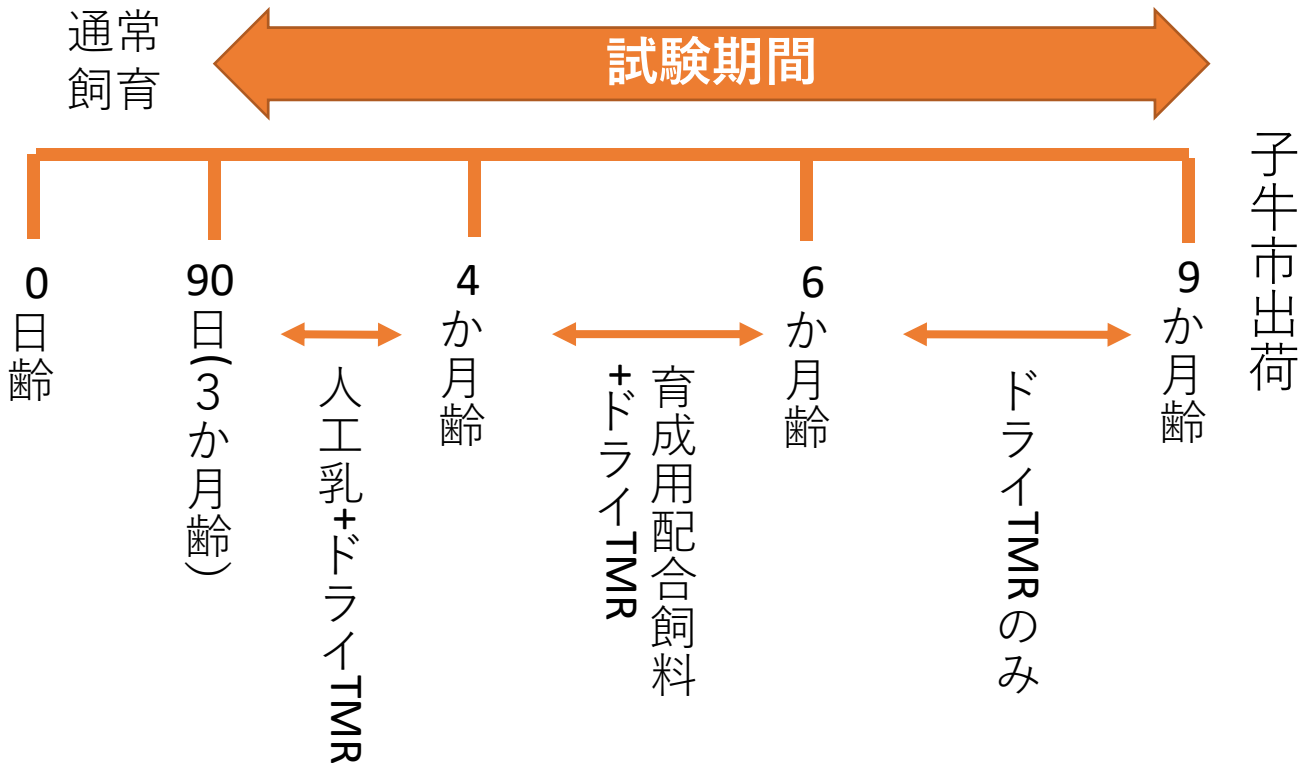 通常
飼育
試験期間
0日齢
90日(３か月齢)
4か月齢
6か月齢
9か月齢
子牛市出荷
人工乳+ドライTMR
育成用配合飼料
+ドライTMR
ドライTMRのみ